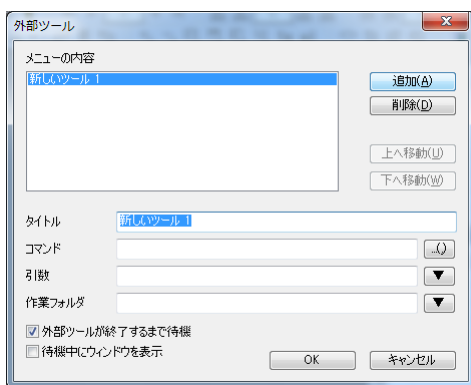 外部ツール
メニューの内容
新しいツール 1
追加(A)
削除(D)
上へ移動(U)
下へ移動(W)
タイトル
新しいツール 1
コマンド
...()
引数
作業フォルダ
外部ツールが終了するまで待機
待機中にウィンドウを表示
OK
キャンセル